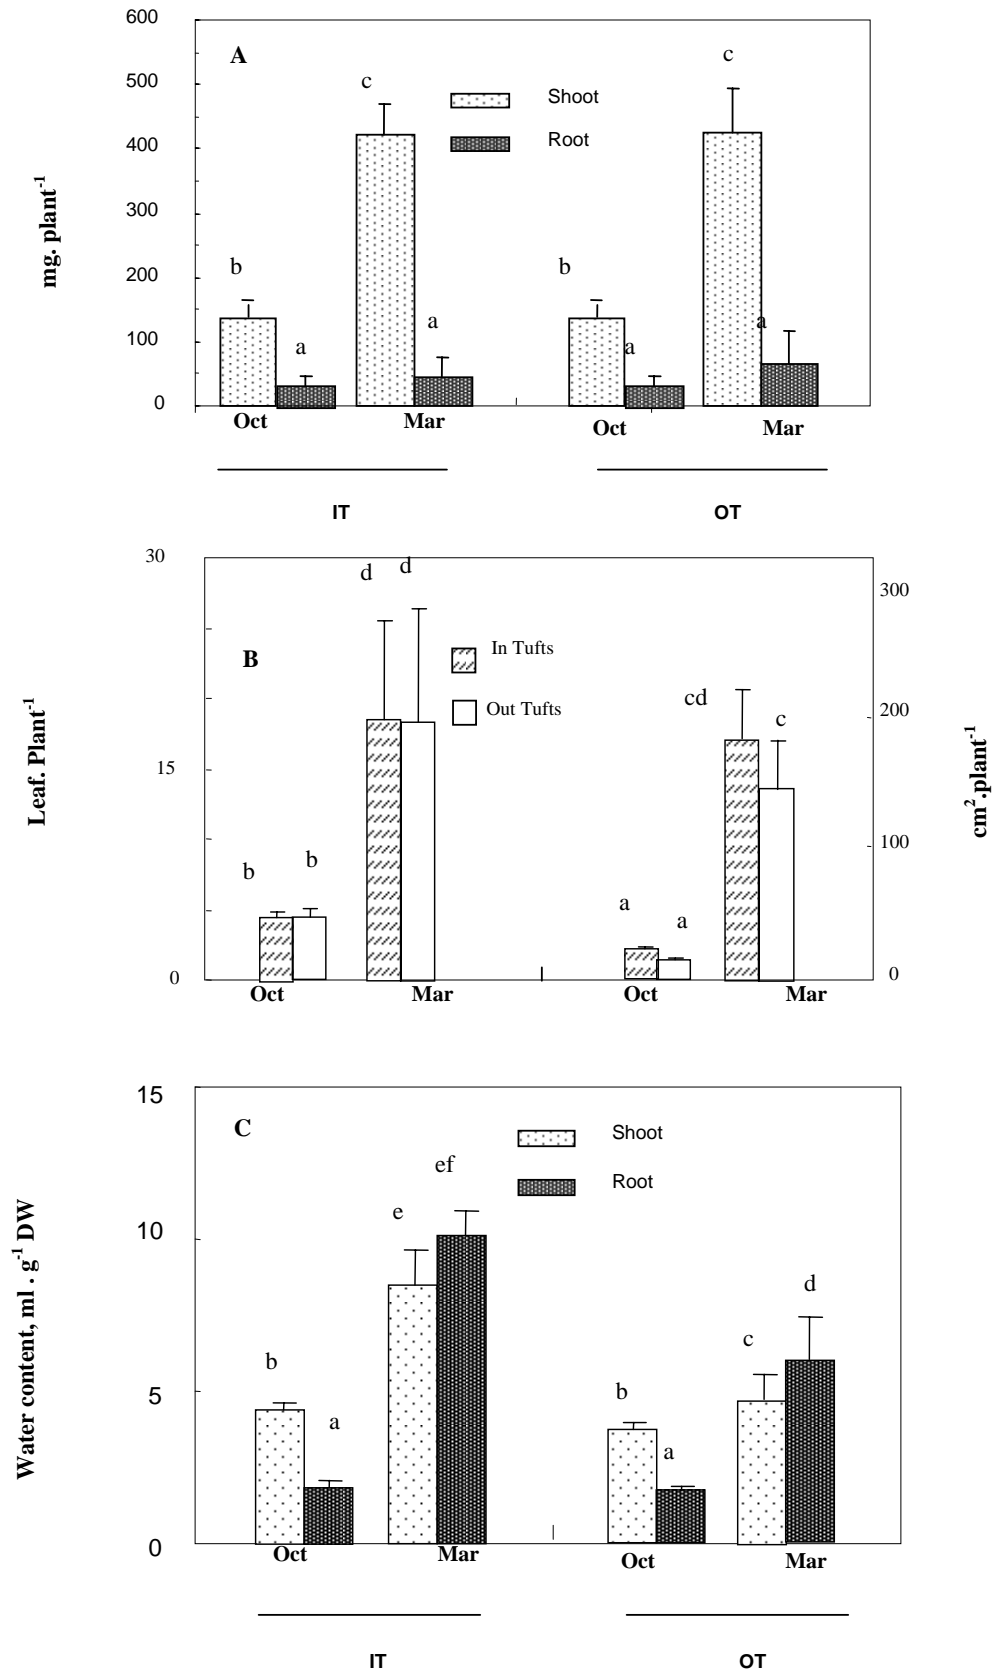 600
A
c
c
500
Shoot
Root
400
mg. plant-1
300
b
b
200
a
a
100
a
a
0
Oct
Mar
Oct
Mar
IT
OT
30
d
d
300
B
In Tufts
cd
Out Tufts
c
200
Leaf. Plant-1
15
cm2.plant-1
100
b
b
a
a
0
0
Oct
Mar
Oct
Mar
15
C
Shoot
ef
Root
e
10
d
Water content, ml . g-1 DW
c
b
b
5
a
a
0
Oct
Mar
Oct
Mar
IT
OT